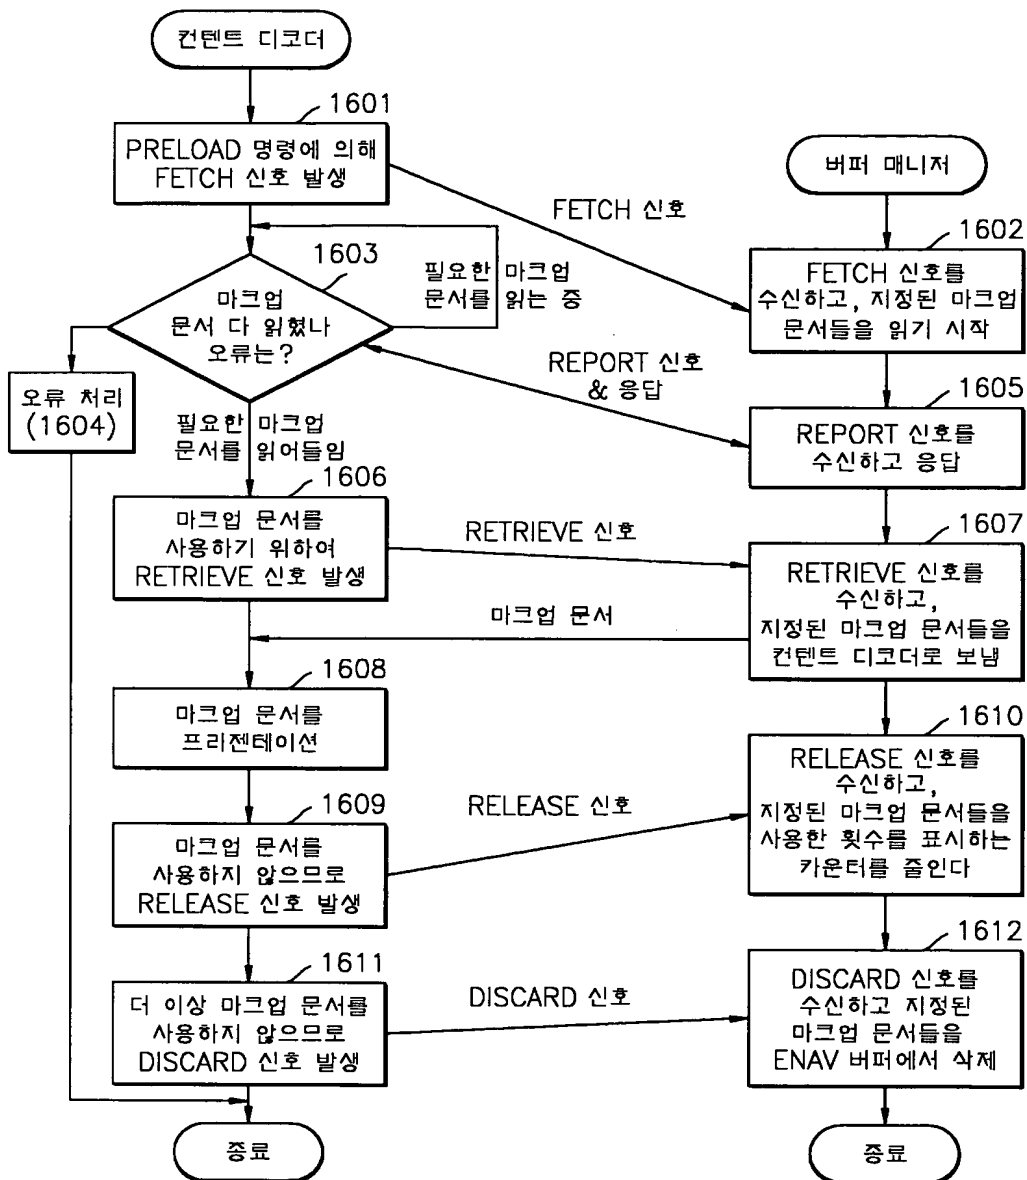 컨텐트 디코더
1601
PRELOAD 명령에 의해
FETCH 신호 발생
버퍼 매니저
FETCH 신호
1602
FETCH 신호를
수신하고, 지정된 마크업
문서들을 읽기 시작
1603
필요한 마크업
문서를 읽는 중
마크업
문서 다 읽혔나
오류는?
REPORT 신호
& 응답
오류 처리
(1604)
1605
REPORT 신호를
수신하고 응답
필요한 마크업
문서를 읽어들임
1606
마크업 문서를
사용하기 위하여
RETRIEVE 신호 발생
RETRIEVE 신호
1607
RETRIEVE 신호를
수신하고,
지정된 마크업 문서들을
컨텐트 디코더로 보냄
마크업 문서
1608
마크업 문서를
프리젠테이션
1610
RELEASE 신호를
수신하고,
지정된 마크업 문서들을
사용한 횟수를 표시하는
카운터를 줄인다
1609
마크업 문서를
사용하지 않으므로
RELEASE 신호 발생
RELEASE 신호
1611
더 이상 마크업 문서를
사용하지 않으므로
DISCARD 신호 발생
DISCARD 신호
1612
DISCARD 신호를
수신하고 지정된
마크업 문서들을
ENAV 버퍼에서 삭제
종료
종료